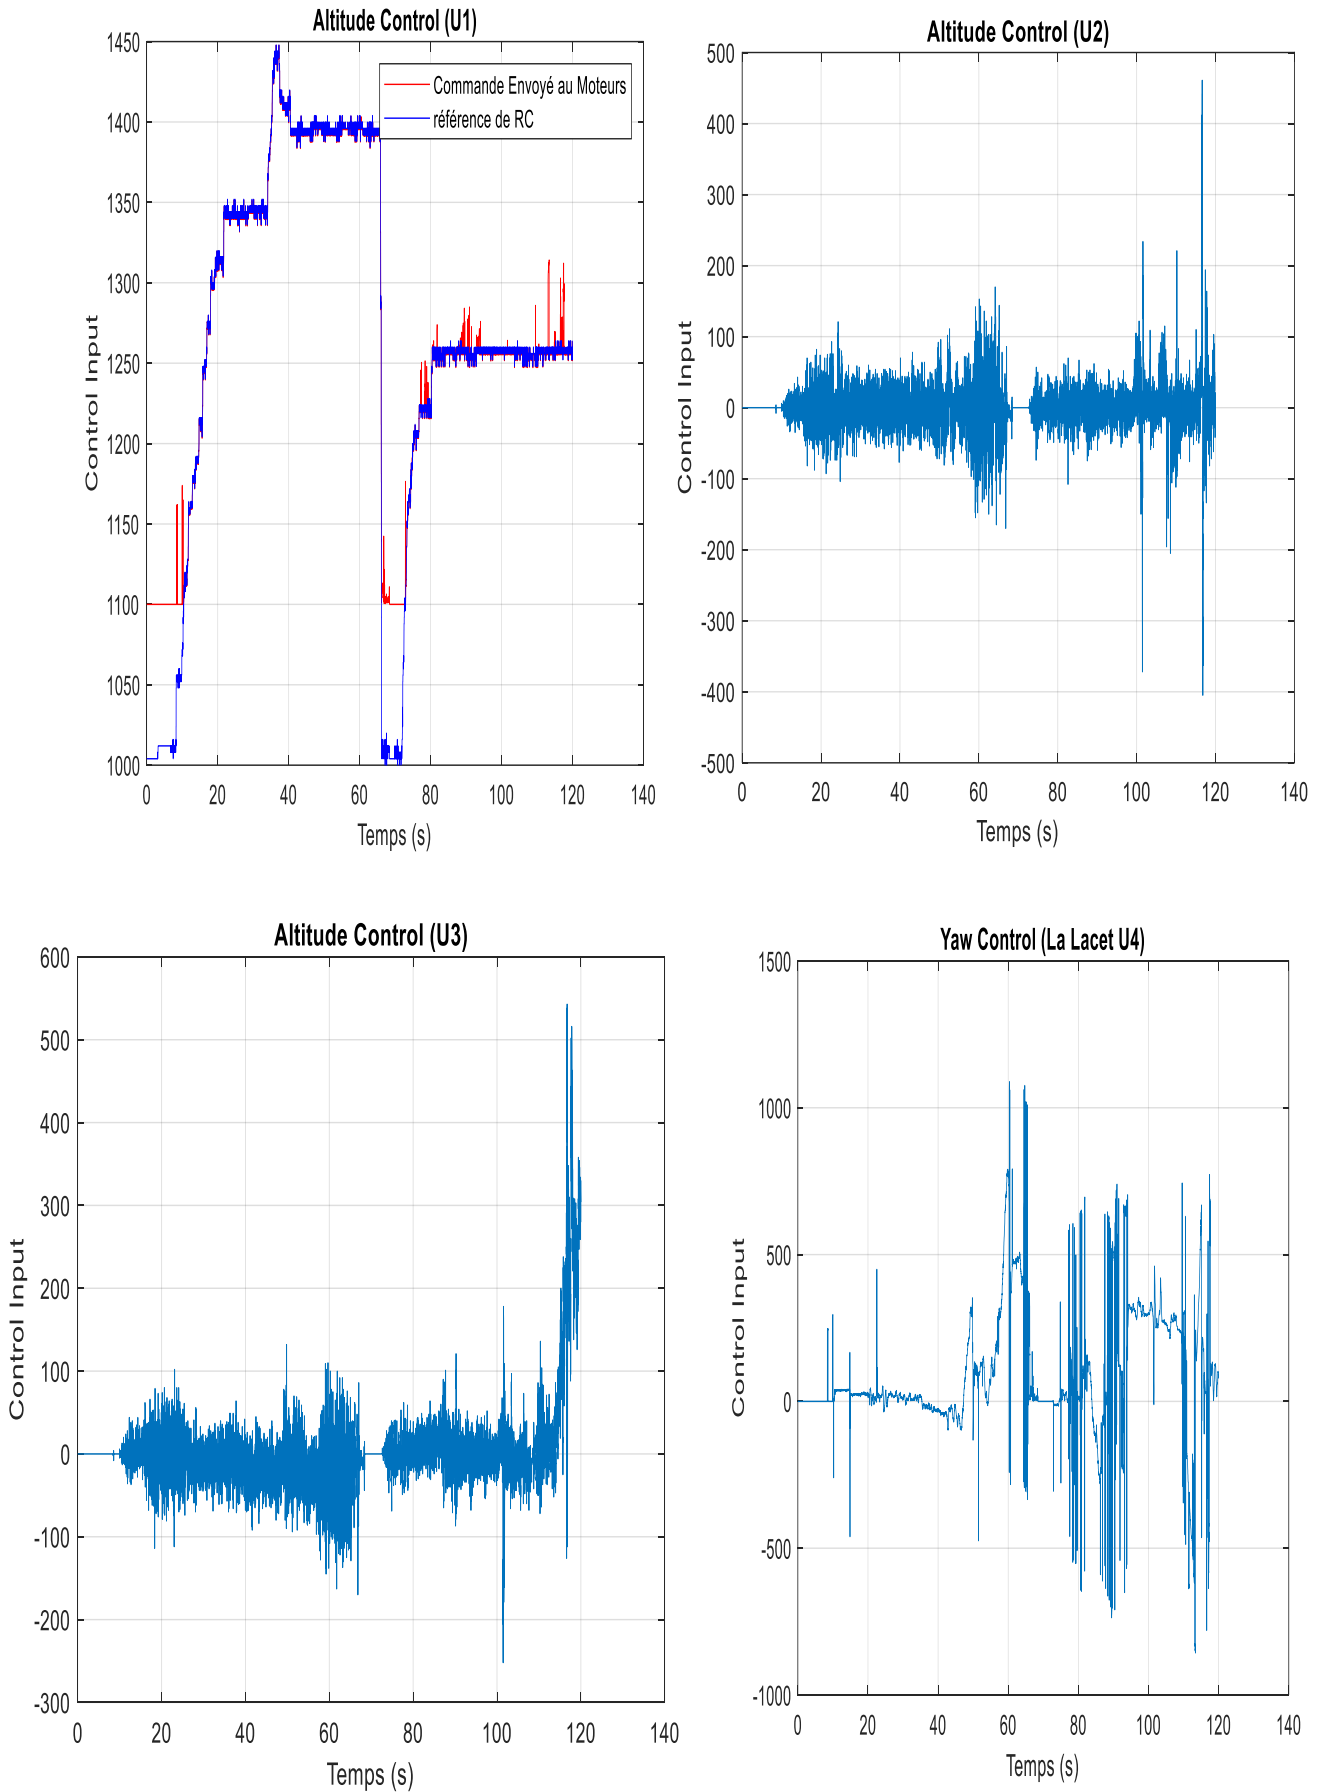 Altitude Control (U1)
1450
1400
1350
1300
1250
1200
1150
1100
1050
1000
Control Input
Commande Envoyé au Moteurs
référence de RC
0 20 40 60 80 100 120 140
Temps (s)
Altitude Control (U2)
500
400
300
200
100
0
-100
-200
-300
-400
-500
Control Input
0 20 40 60 80 100 120 140
Temps (s)
Altitude Control (U3)
600
500
400
300
200
100
0
-100
-200
-300
Control Input
0 20 40 60 80 100 120 140
Temps (s)
Yaw Control (La Lacet U4)
1500
1000
500
0
-500
-1000
Control Input
0 20 40 60 80 100 120 140
Temps (s)